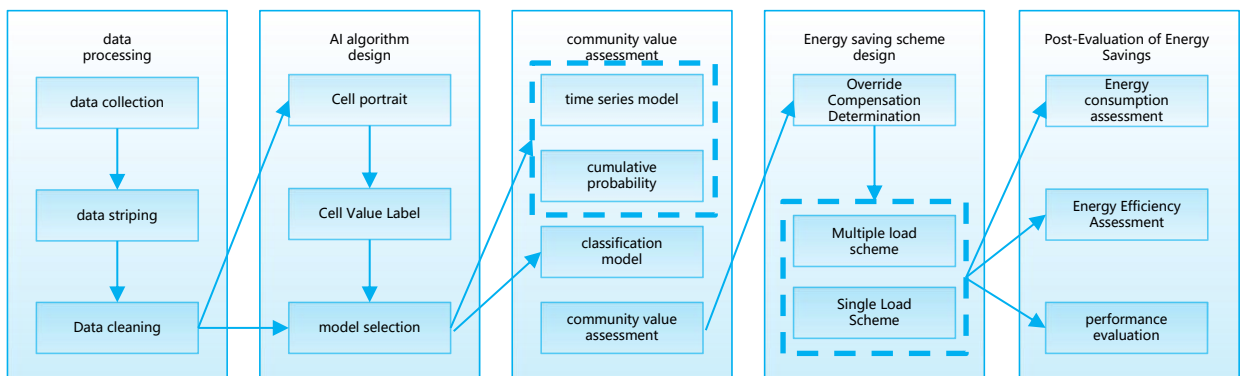 data
processing
data collection
data striping
Data cleaning
AI algorithm
design
Cell portrait
Cell Value Label
model selection
community value
assessment
time series model
cumulative
probability
classification
model
community value
assessment
Energy saving scheme
design
Override
Compensation
Determination
Multiple load
scheme
Single Load
Scheme
Post-Evaluation of Energy
Savings
Energy
consumption
assessment
Energy Efficiency
Assessment
performance
evaluation